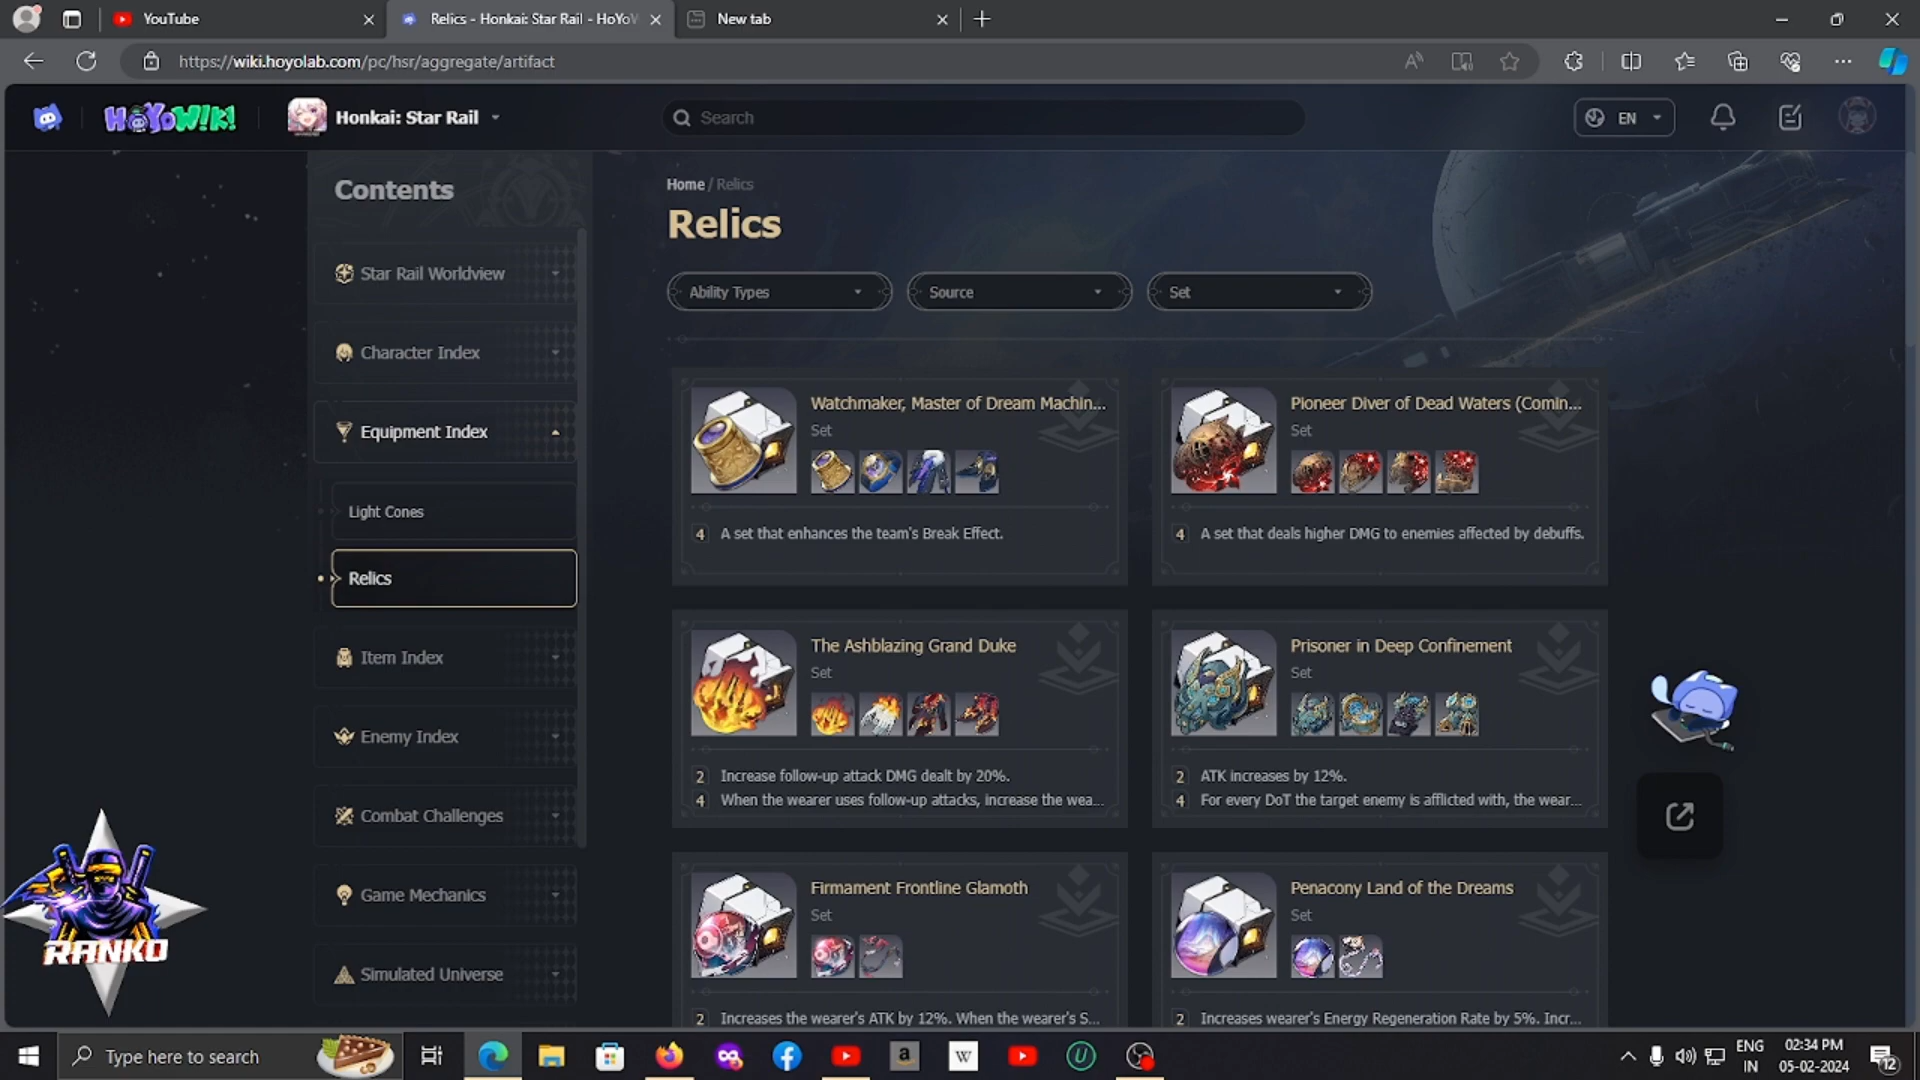 YouTube
Relics - Honkai: Star Rail - HoYoW
New tab
https://wiki.hoyolab.com/pc/hsr/aggregate/artifact
HoYoWiKi
Honkai: Star Rail
Search
EN
Contents
Star Rail Worldview
Character Index
Equipment Index
Light Cones
Relics
Item Index
Enemy Index
Combat Challenges
Game Mechanics
Simulated Universe
Home / Relics
Relics
Ability Types
Source
Set
Watchmaker, Master of Dream Machin...
Set
4 A set that enhances the team's Break Effect.
Pioneer Diver of Dead Waters (Comin...
Set
4 A set that deals higher DMG to enemies affected by debuffs.
The Ashblazing Grand Duke
Set
2 Increase follow-up attack DMG dealt by 20%.
4 When the wearer uses follow-up attacks, increase the wea...
Prisoner in Deep Confinement
Set
2 ATK increases by 12%.
4 For every DoT the target enemy is afflicted with, the wear...
Firmament Frontline Glamoth
Set
2 Increases the wearer's ATK by 12%. When the wearer's S...
Penacony Land of the Dreams
Set
2 Increases wearer's Energy Regeneration Rate by 5%. Incr...
RANKO
Type here to search
ENG
IN
02:34 PM
05-02-2024
12